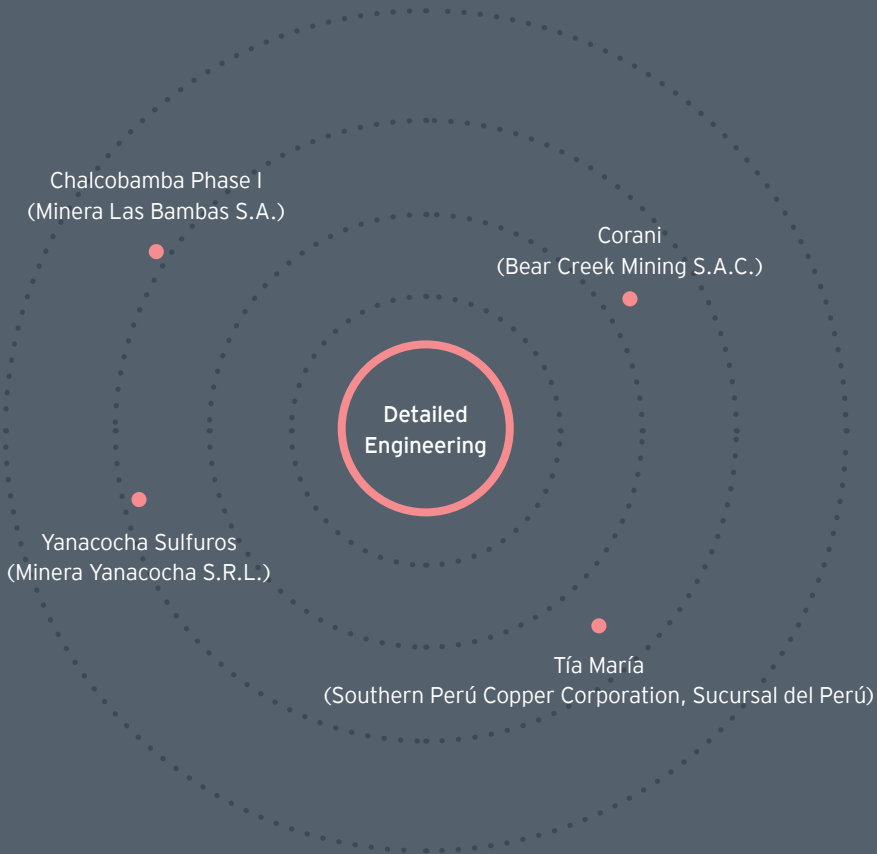 Chalcobamba Phase I
(Minera Las Bambas S.A.)
Corani
(Bear Creek Mining S.A.C.)
Detailed
Engineering
Yanacocha Sulfuros
(Minera Yanacocha S.R.L.)
Tía María
(Southern Perú Copper Corporation, Sucursal del Perú)